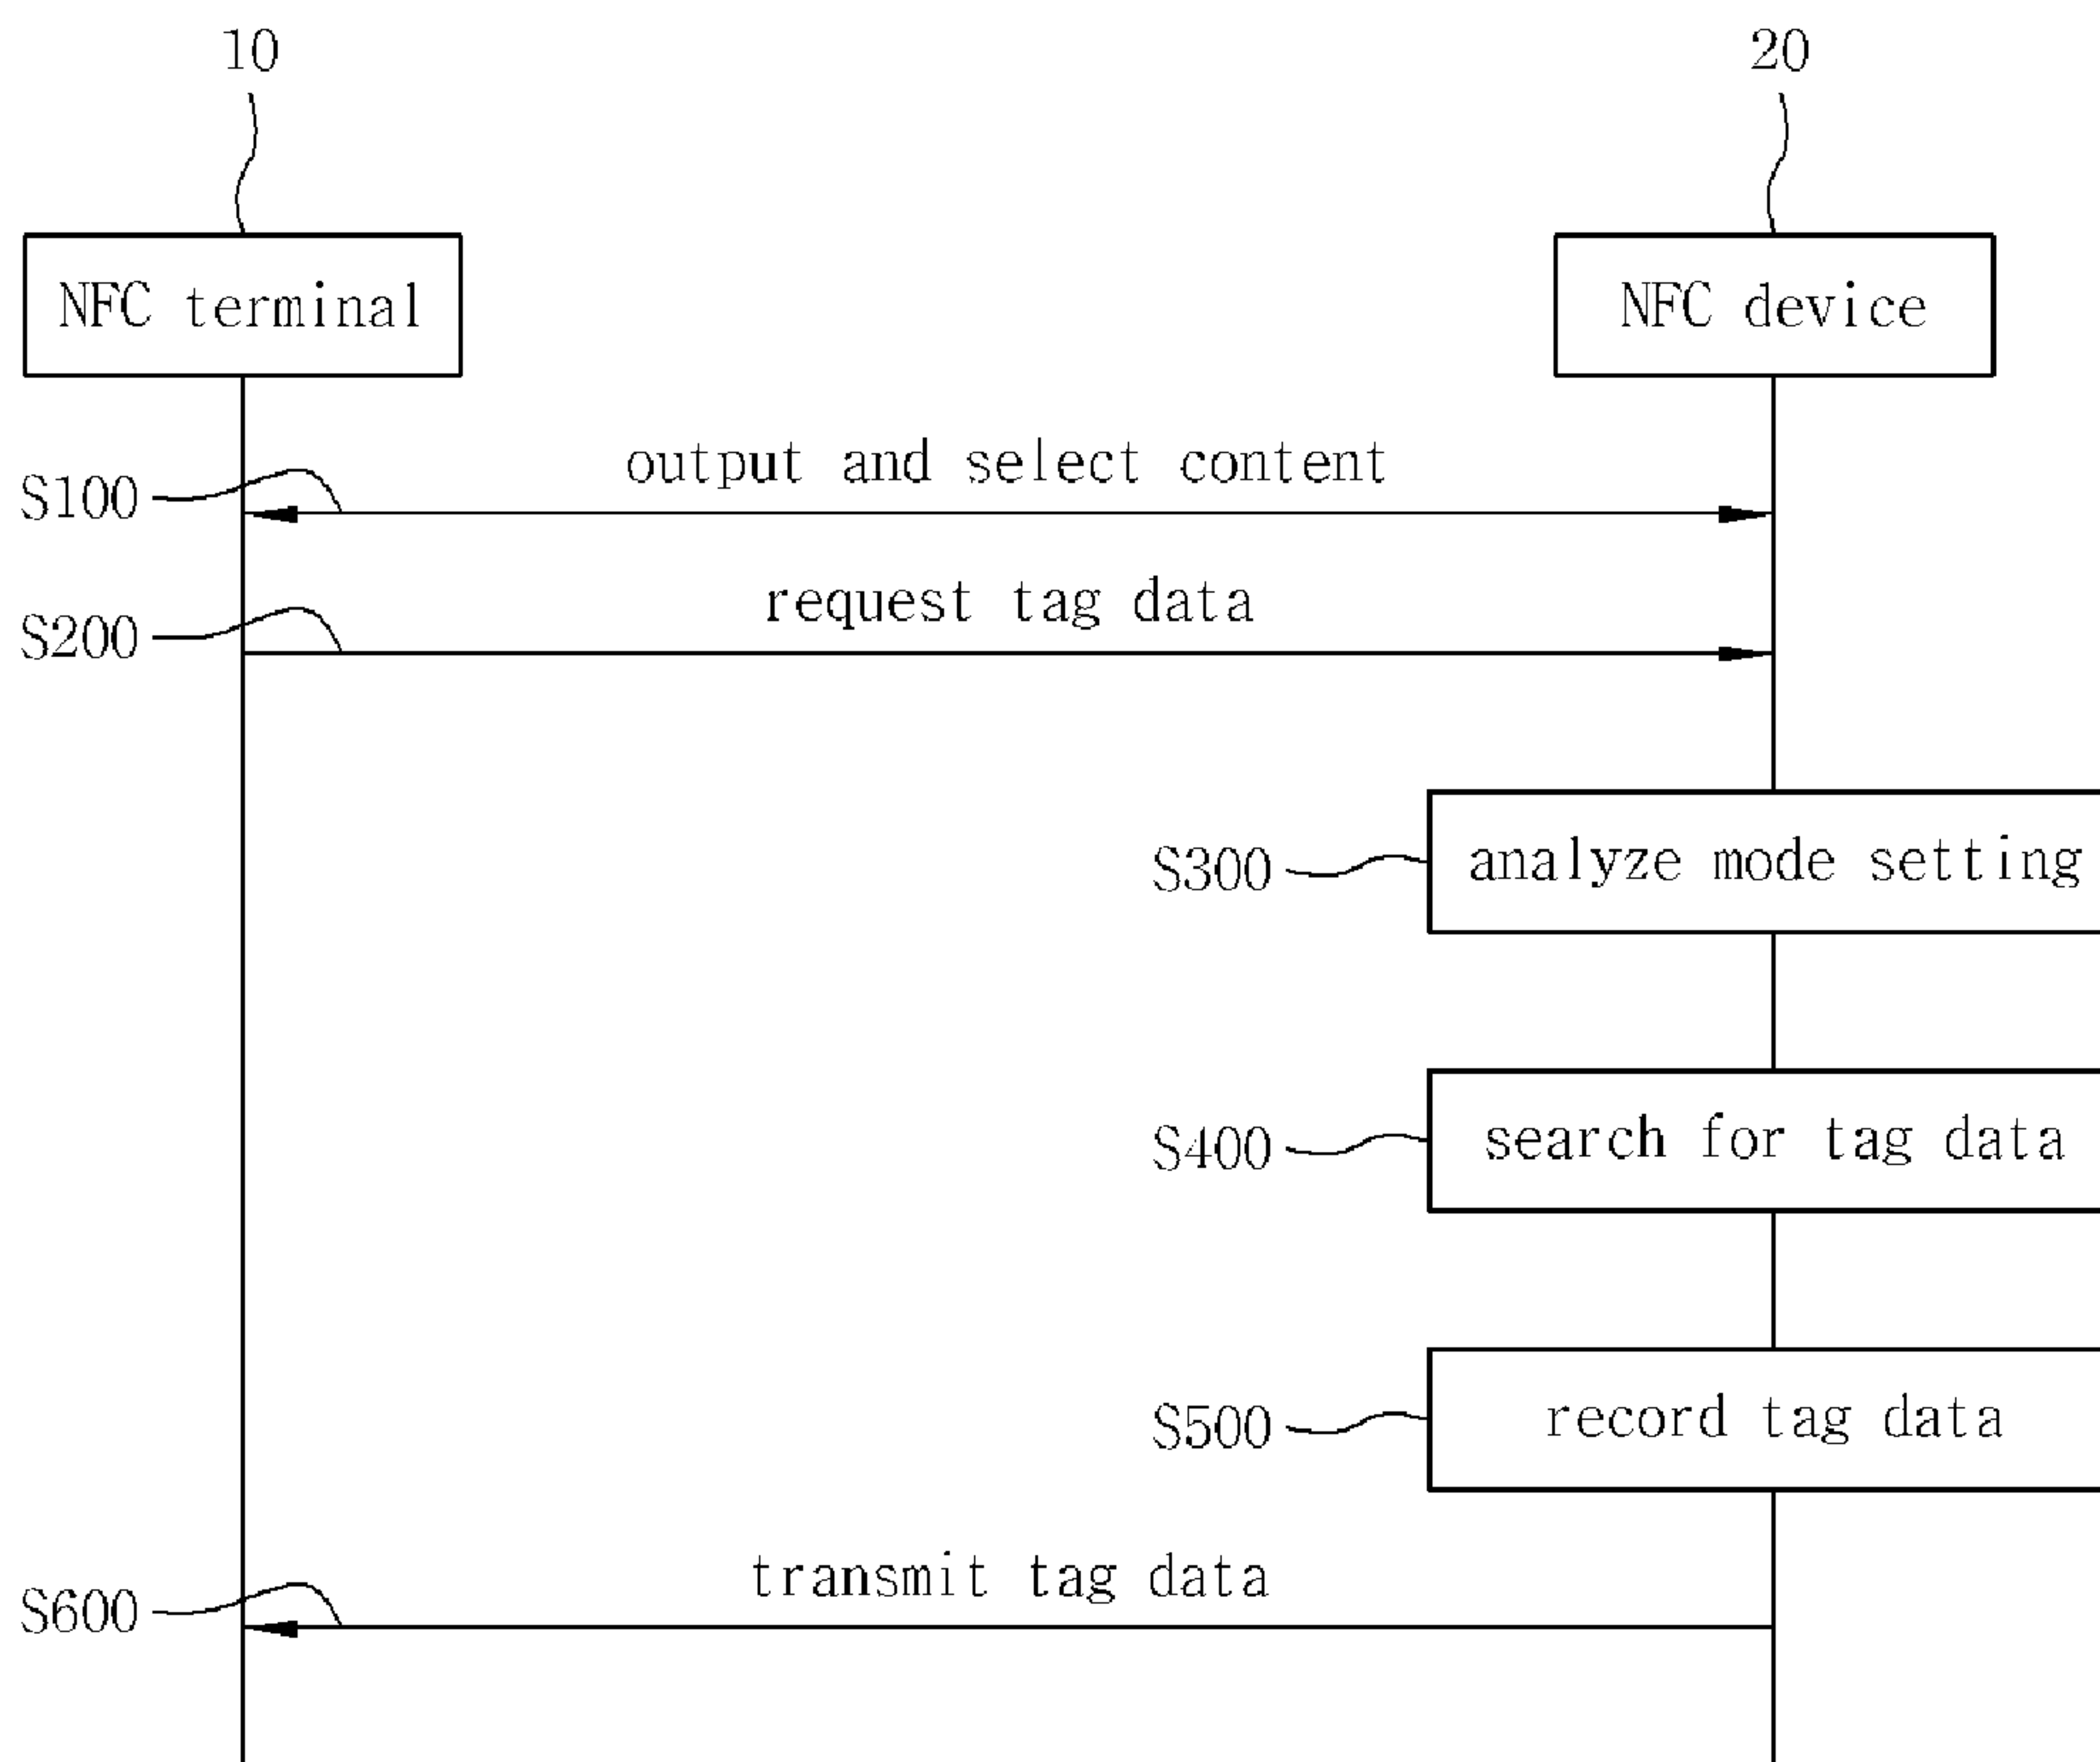 10
20
NFC terminal
NFC device
output and select content
S100
request tag data
S200
analyze mode setting
S300
search for tag data
S400
record tag data
S500
transmit tag data
S600